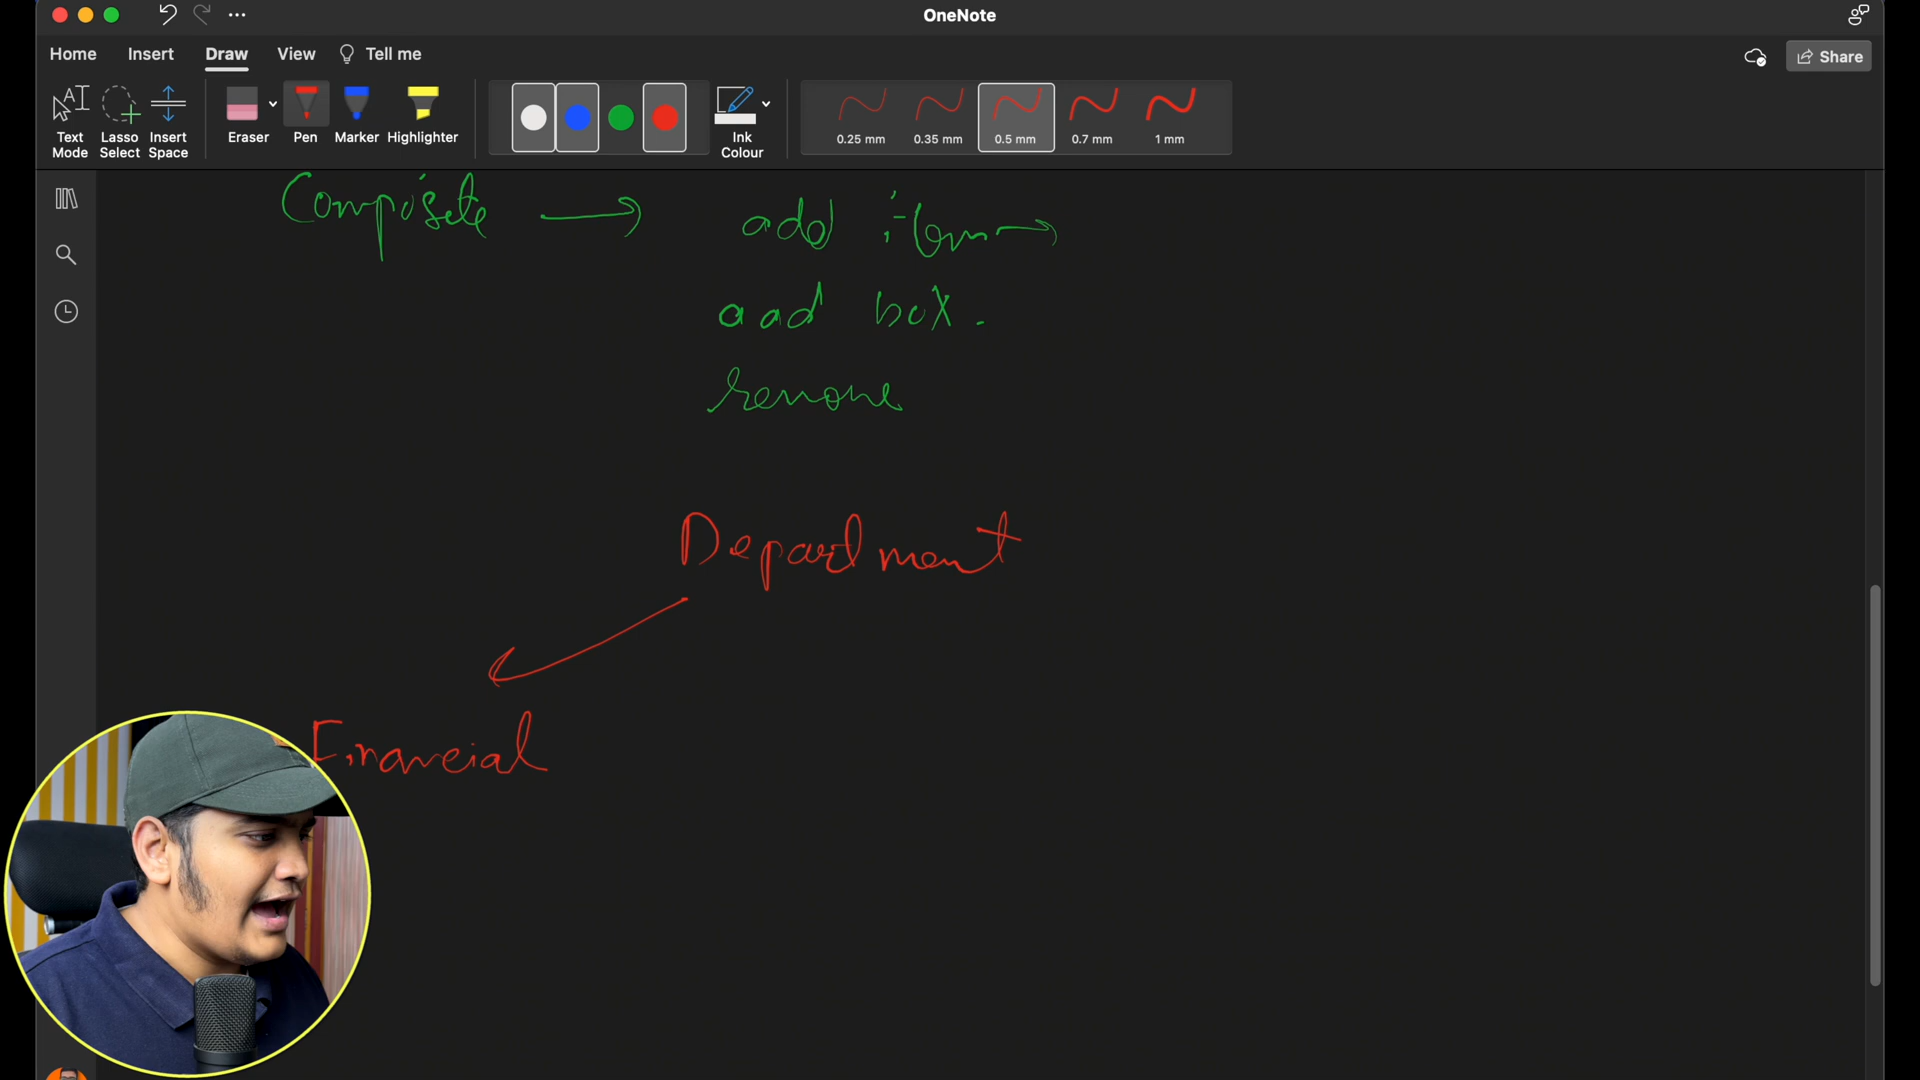 OneNote
Home Insert Draw View Tell me
Share
Text Mode
Lasso Select
Insert Space
Eraser
Pen
Marker
Highlighter
Ink Colour
0.25 mm
0.35 mm
0.5 mm
0.7 mm
1 mm
Composite → add item →
add box.
remove
Department
Financial